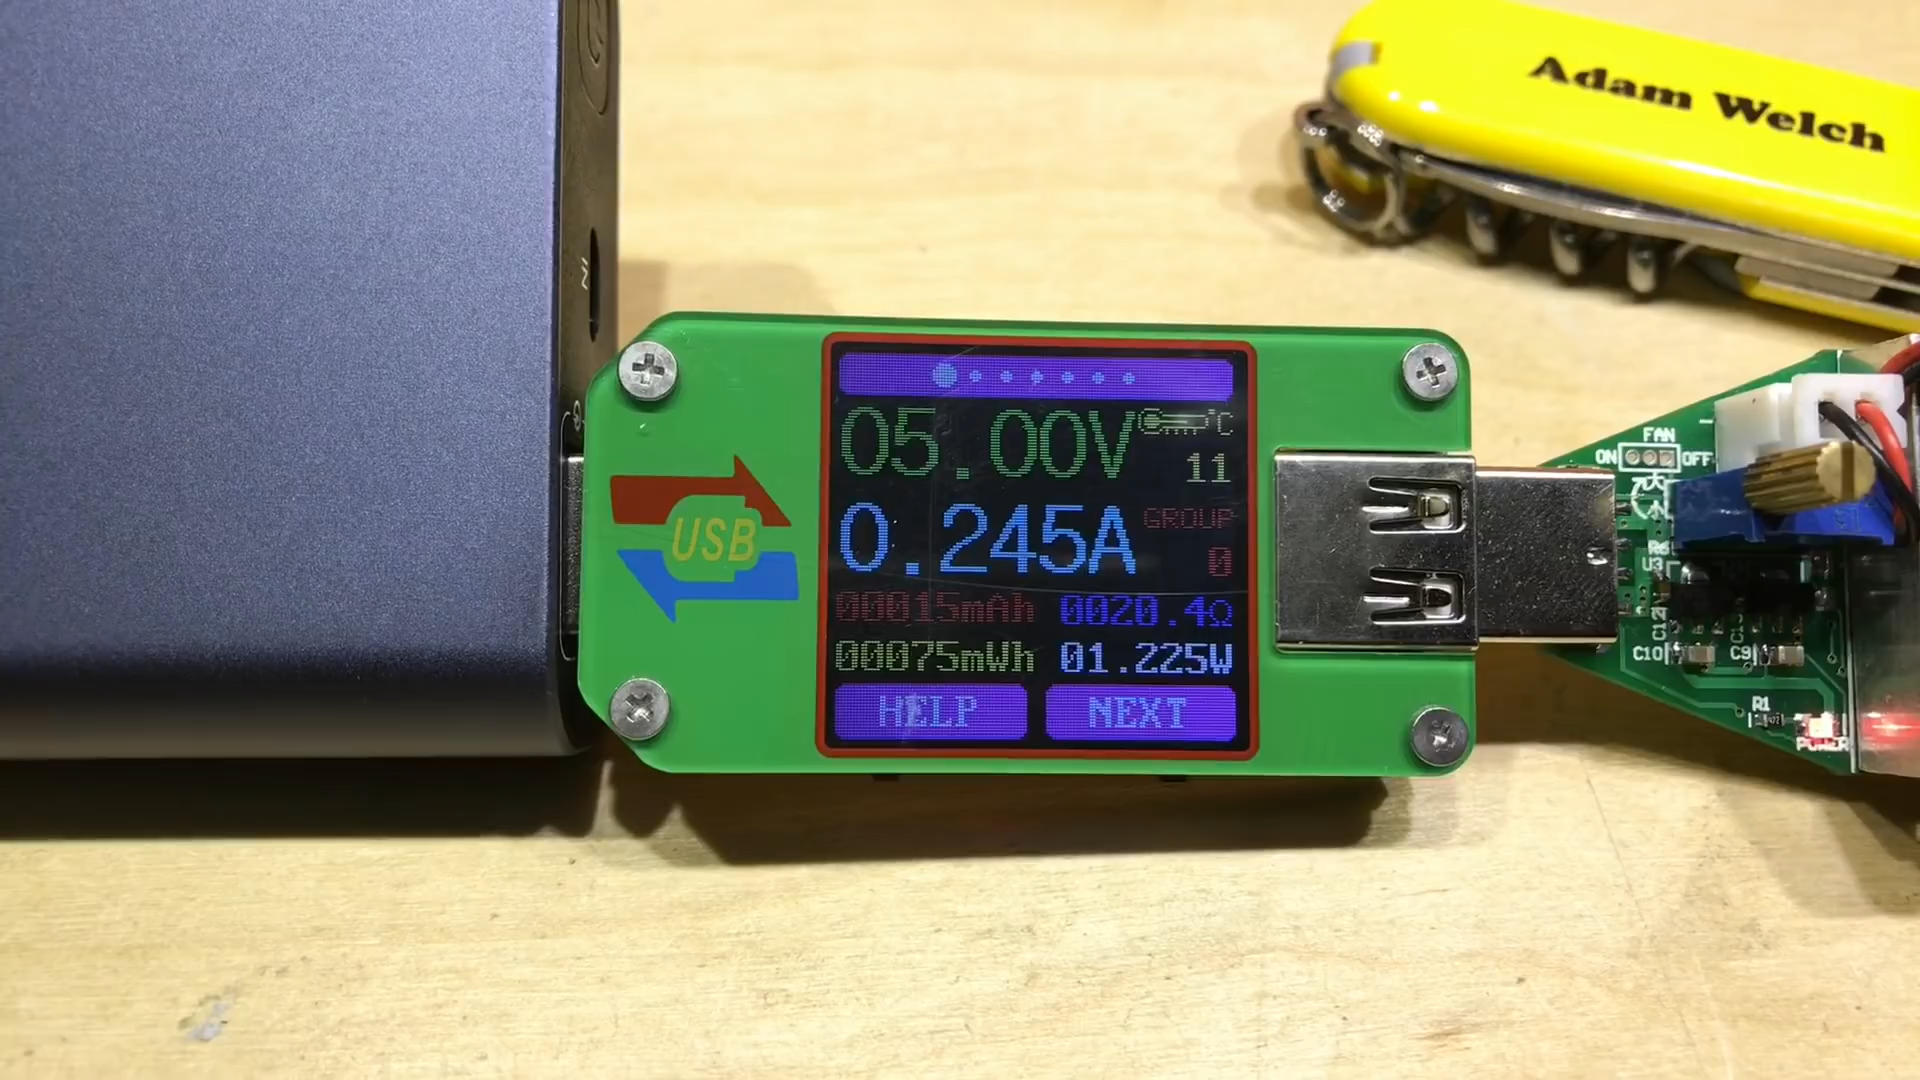 Adam Welch
IN
USB
05.00V
°C
11
0.245A
GROUP
0
00015mAh
0020.4Ω
00075mWh
01.225W
HELP
NEXT
FAN
ON
OFF
U3
C12
C10
C9
R1
POWER